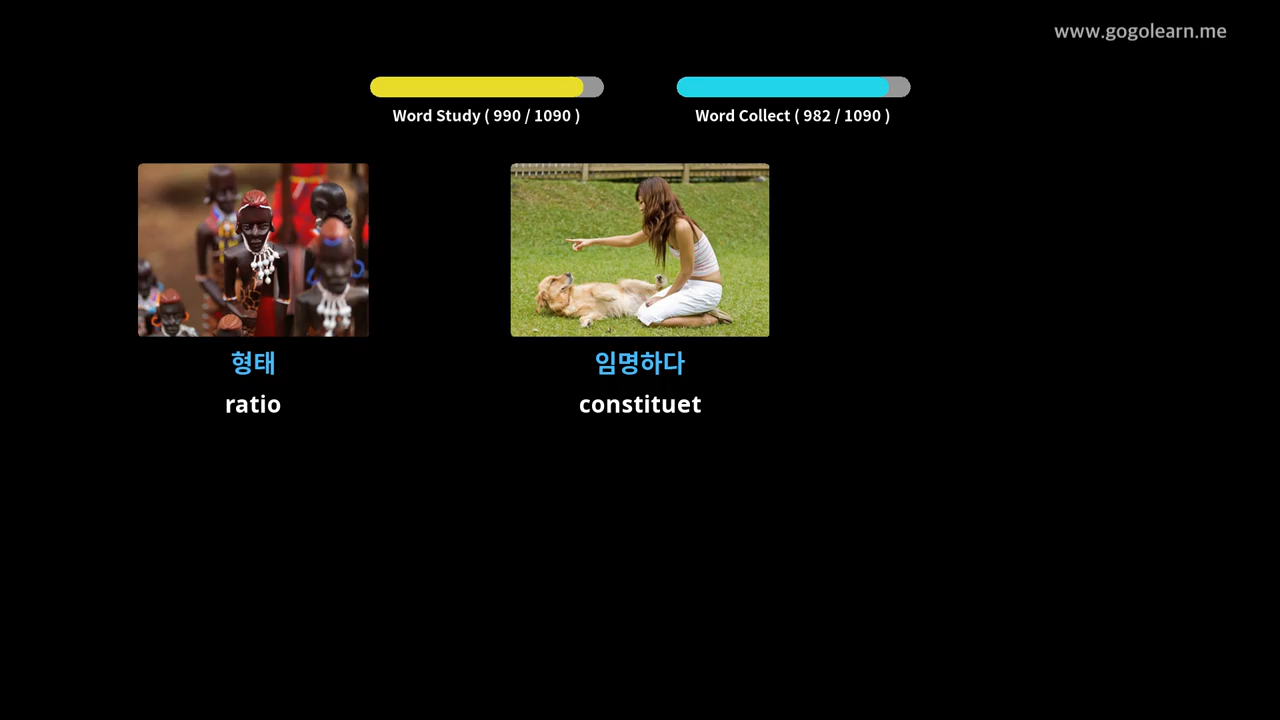 www.gogolearn.me
Word Study ( 990 / 1090 )
Word Collect ( 982 / 1090 )
형태
ratio
임명하다
constituet